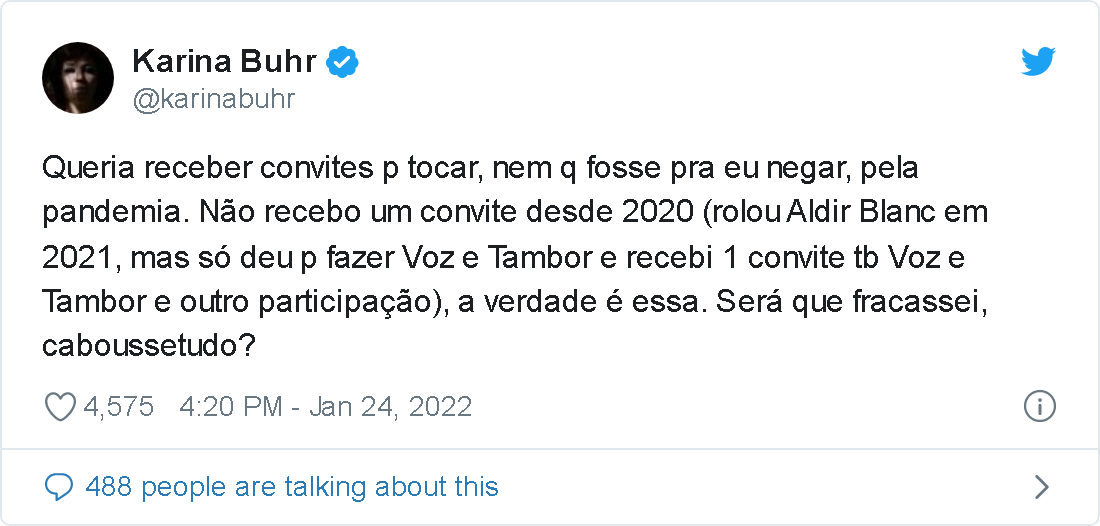 Karina Buhr
@karinabuhr
Queria receber convites p tocar, nem q fosse pra eu negar, pela
pandemia. Não recebo um convite desde 2020 (rolou Aldir Blanc em
2021, mas só deu p fazer Voz e Tambor e recebi 1 convite tb Voz e
Tambor e outro participação), a verdade é essa. Será que fracassei,
caboussetudo?
4,575 4:20 PM - Jan 24, 2022
488 people are talking about this